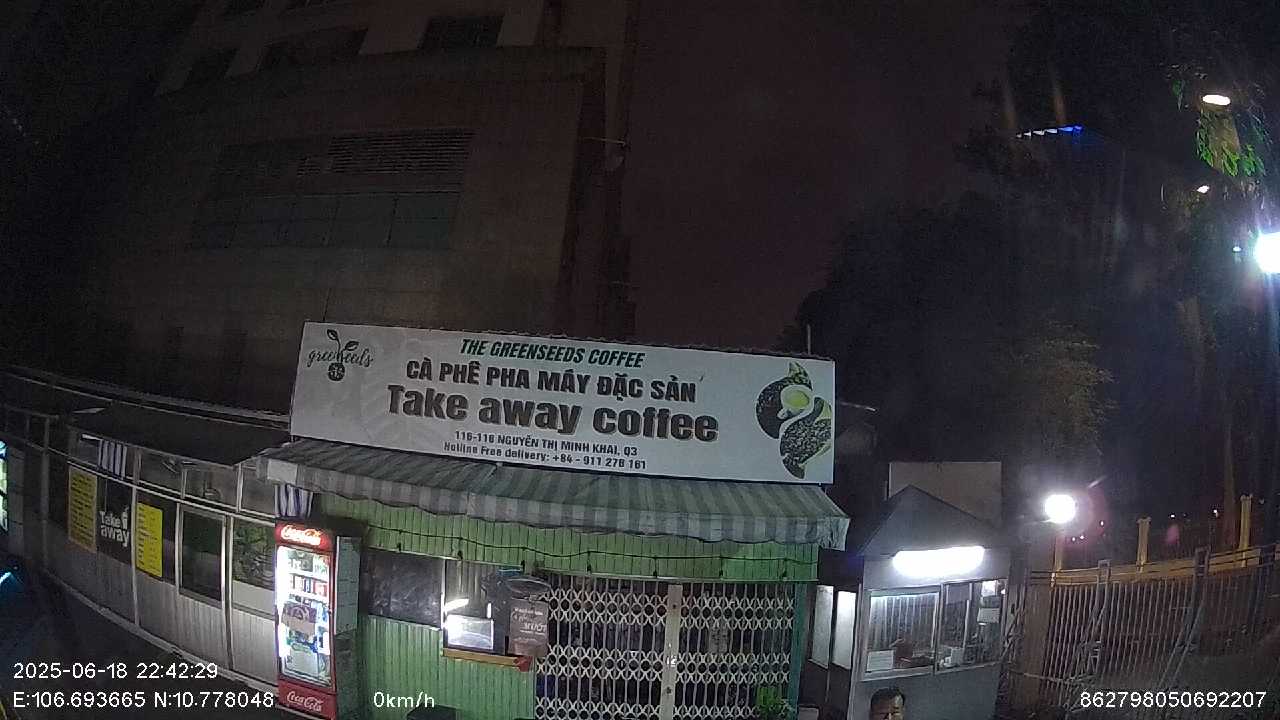 greenseeds
THE GREENSEEDS COFFEE
CÀ PHÊ PHA MÁY ĐẶC SẢN
Take away coffee
116-118 NGUYỄN THỊ MINH KHAI, Q3
Hotline Free delivery: +84 - 911 278 161
Take
away
Coca-Cola
MƯỚT
Coca-Cola
2025-06-18 22:42:29
E:106.693665 N:10.778048
0km/h
862798050692207